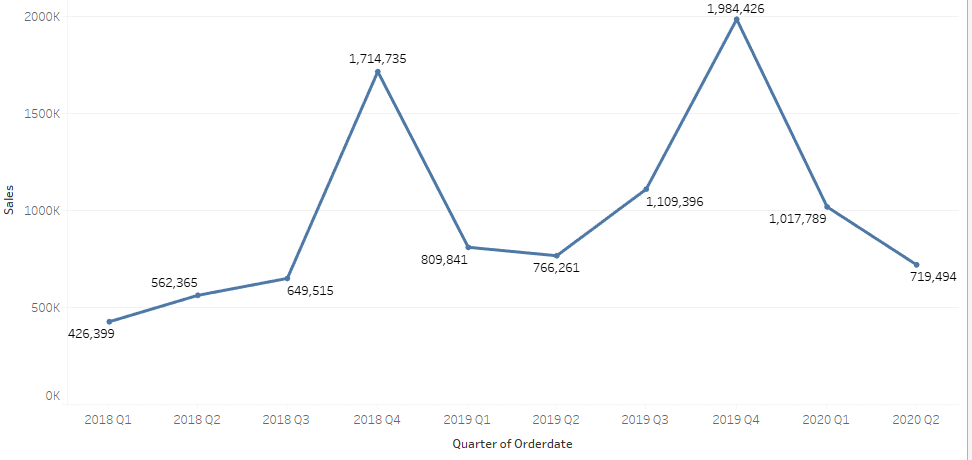 1,984,426
2000K
1,714,735
1500K
Sales
1,109,396
1000K
1,017,789
809,841
766,261
719,494
562,365
649,515
500K
426,399
0K
2018 Q1 2018 Q2 2018 Q3 2018 Q4 2019 Q1 2019 Q2 2019 Q3 2019 Q4 2020 Q1 2020 Q2
Quarter of Orderdate